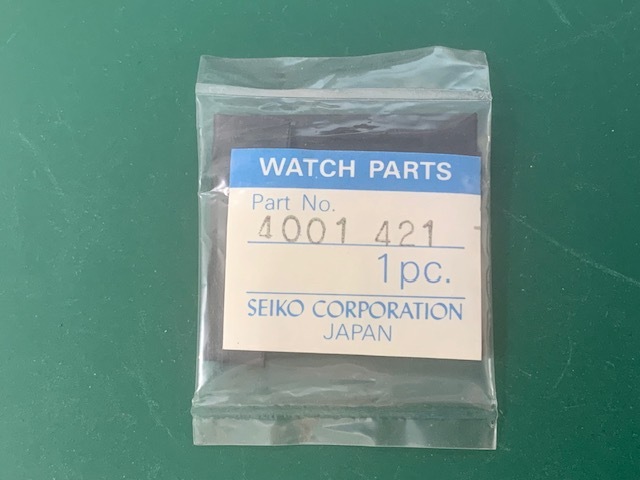 WATCH PARTS
Part No.
4001 421
1pc.
SEIKO CORPORATION
JAPAN